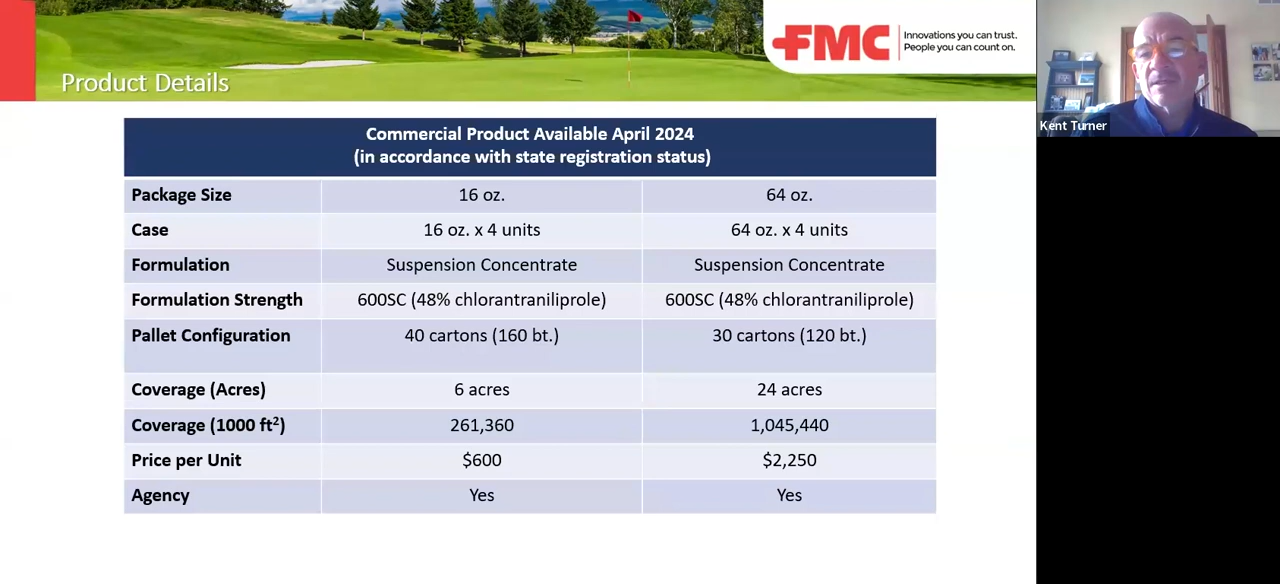 FMC
Innovations you can trust.
People you can count on.
Product Details
Kent Turner
Commercial Product Available April 2024
(in accordance with state registration status)
Package Size 16 oz. 64 oz.
Case 16 oz. x 4 units 64 oz. x 4 units
Formulation Suspension Concentrate Suspension Concentrate
Formulation Strength 600SC (48% chlorantraniliprole) 600SC (48% chlorantraniliprole)
Pallet Configuration 40 cartons (160 bt.) 30 cartons (120 bt.)
Coverage (Acres) 6 acres 24 acres
Coverage (1000 ft²) 261,360 1,045,440
Price per Unit $600 $2,250
Agency Yes Yes